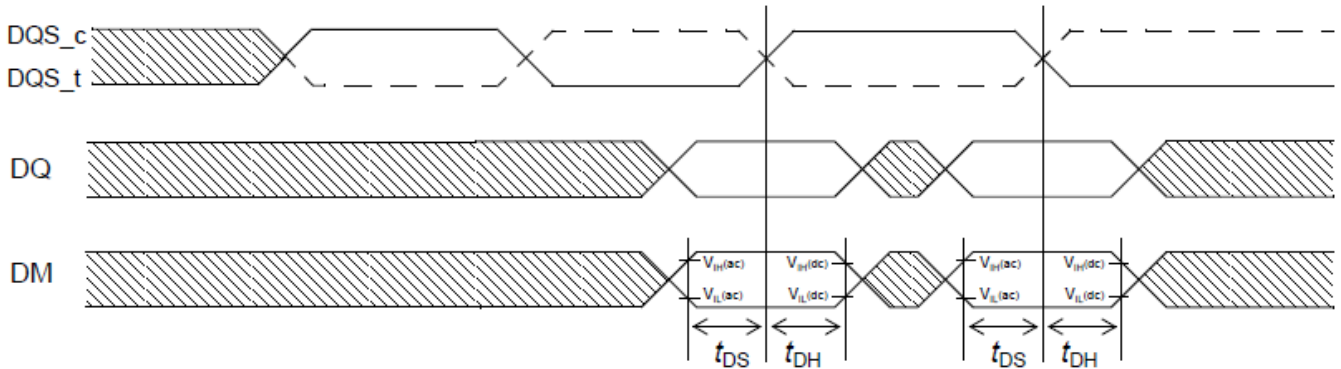 DQS_c
DQS_t
DQ
DM
VIH(ac) VIH(dc) VIH(ac) VIH(dc)
VIL(ac) VIL(dc) VIL(ac) VIL(dc)
tDS tDH tDS tDH